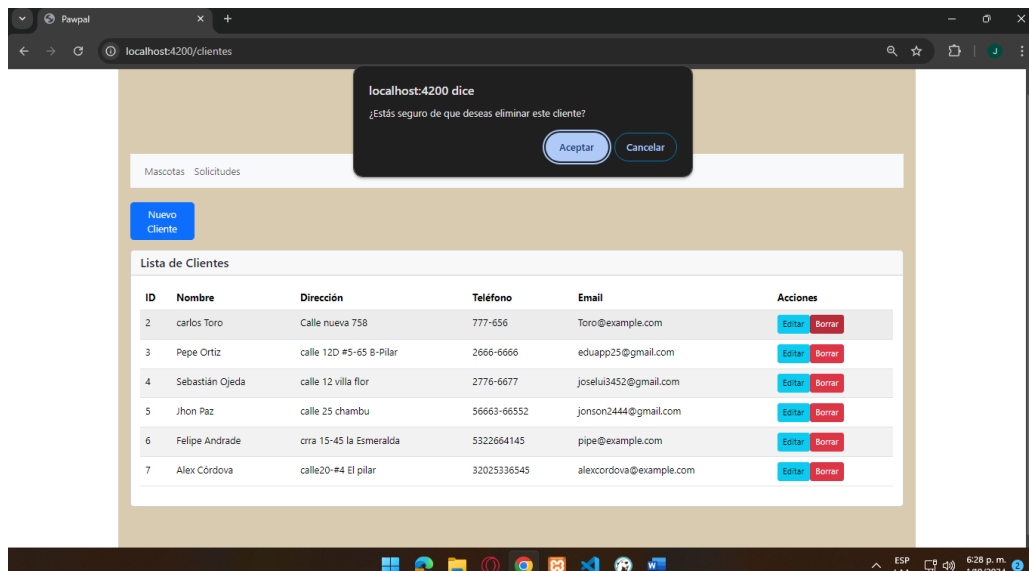 Pawpal
localhost:4200/clientes
J
localhost:4200 dice
¿Estás seguro de que deseas eliminar este cliente?
Aceptar Cancelar
Mascotas Solicitudes
Nuevo
Cliente
Lista de Clientes
ID Nombre Dirección Teléfono Email Acciones
2 carlos Toro Calle nueva 758 777-656 Toro@example.com Editar Borrar
3 Pepe Ortiz calle 12D #5-65 B-Pilar 2666-6666 eduapp25@gmail.com Editar Borrar
4 Sebastián Ojeda calle 12 villa flor 2776-6677 joselui3452@gmail.com Editar Borrar
5 Jhon Paz calle 25 chambu 56663-66552 jonson2444@gmail.com Editar Borrar
6 Felipe Andrade crra 15-45 la Esmeralda 5322664145 pipe@example.com Editar Borrar
7 Alex Córdova calle20-#4 El pilar 32025336545 alexcordova@example.com Editar Borrar
ESP 6:28 p. m.
2